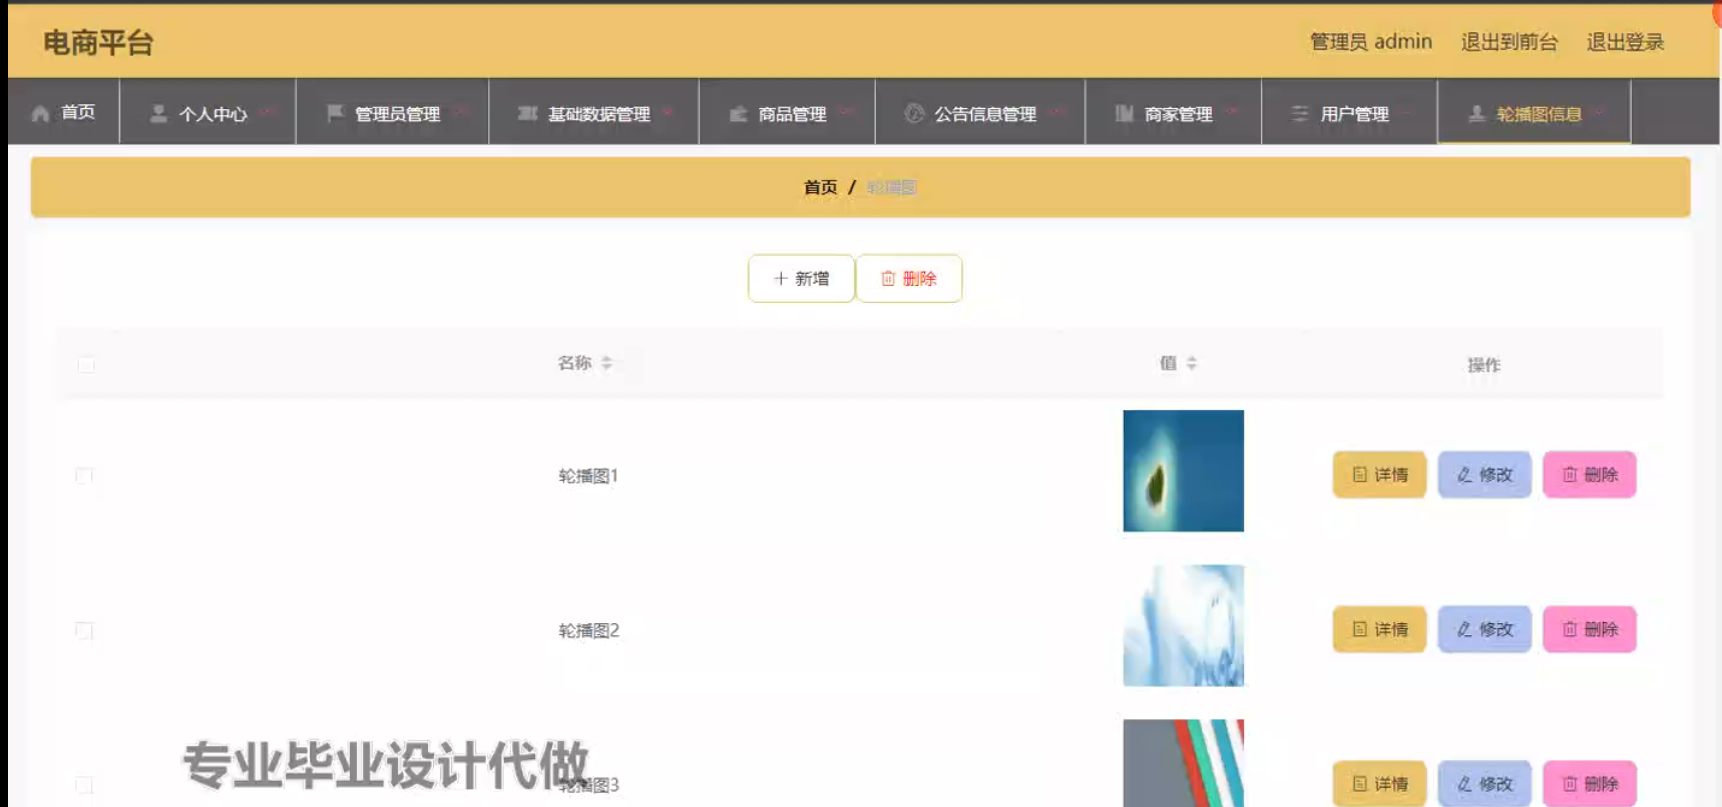 电商平台
管理员 admin 退出到前台 退出登录
首页 个人中心 管理员管理 基础数据管理 商品管理 公告信息管理 商家管理 用户管理 轮播图信息
首页 / 轮播图
新增 删除
名称 值 操作
轮播图1 详情 修改 删除
轮播图2 详情 修改 删除
轮播图3 详情 修改 删除
专业毕业设计代做